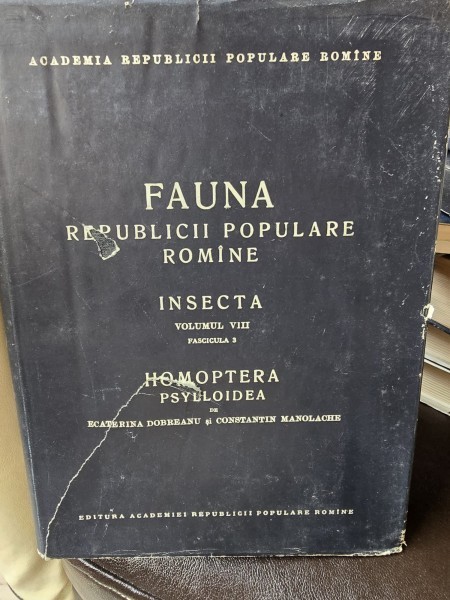 ACADEMIA REPUBLICII POPULARE ROMÎNE
FAUNA
REPUBLICII POPULARE
ROMÎNE
INSECTA
VOLUMUL VIII
FASCICULA 3
HOMOPTERA
PSYLLOIDEA
DE
ECATERINA DOBREANU și CONSTANTIN MANOLACHE
EDITURA ACADEMIEI REPUBLICII POPULARE ROMÎNE